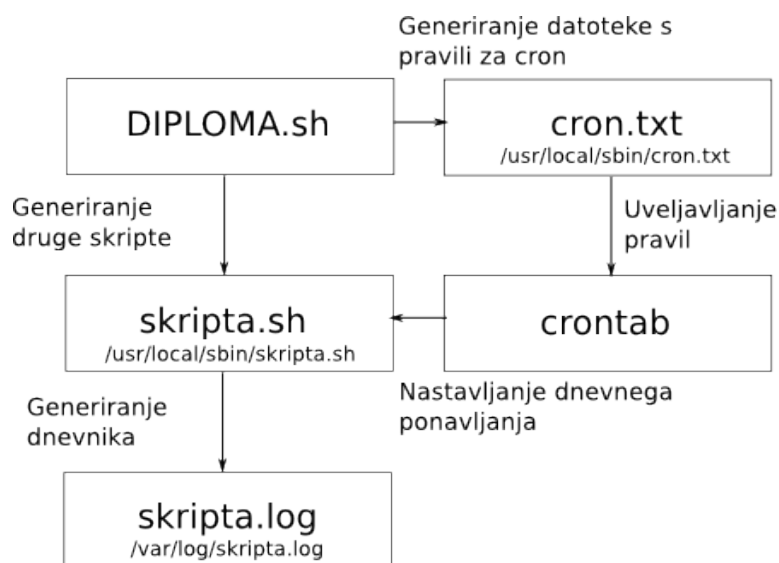 Generiranje datoteke s
pravili za cron
DIPLOMA.sh
cron.txt
/usr/local/sbin/cron.txt
Generiranje
druge skripte
Uveljavljanje
pravil
skripta.sh
/usr/local/sbin/skripta.sh
crontab
Generiranje
dnevnika
Nastavljanje dnevnega
ponavljanja
skripta.log
/var/log/skripta.log